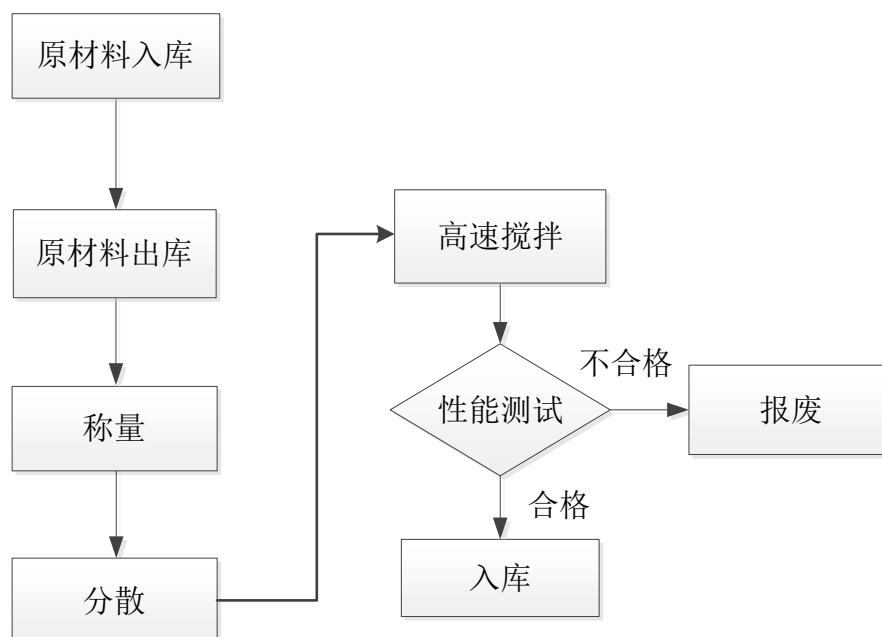 原材料入库
原材料出库
称量
分散
高速搅拌
性能测试
不合格
报废
合格
入库